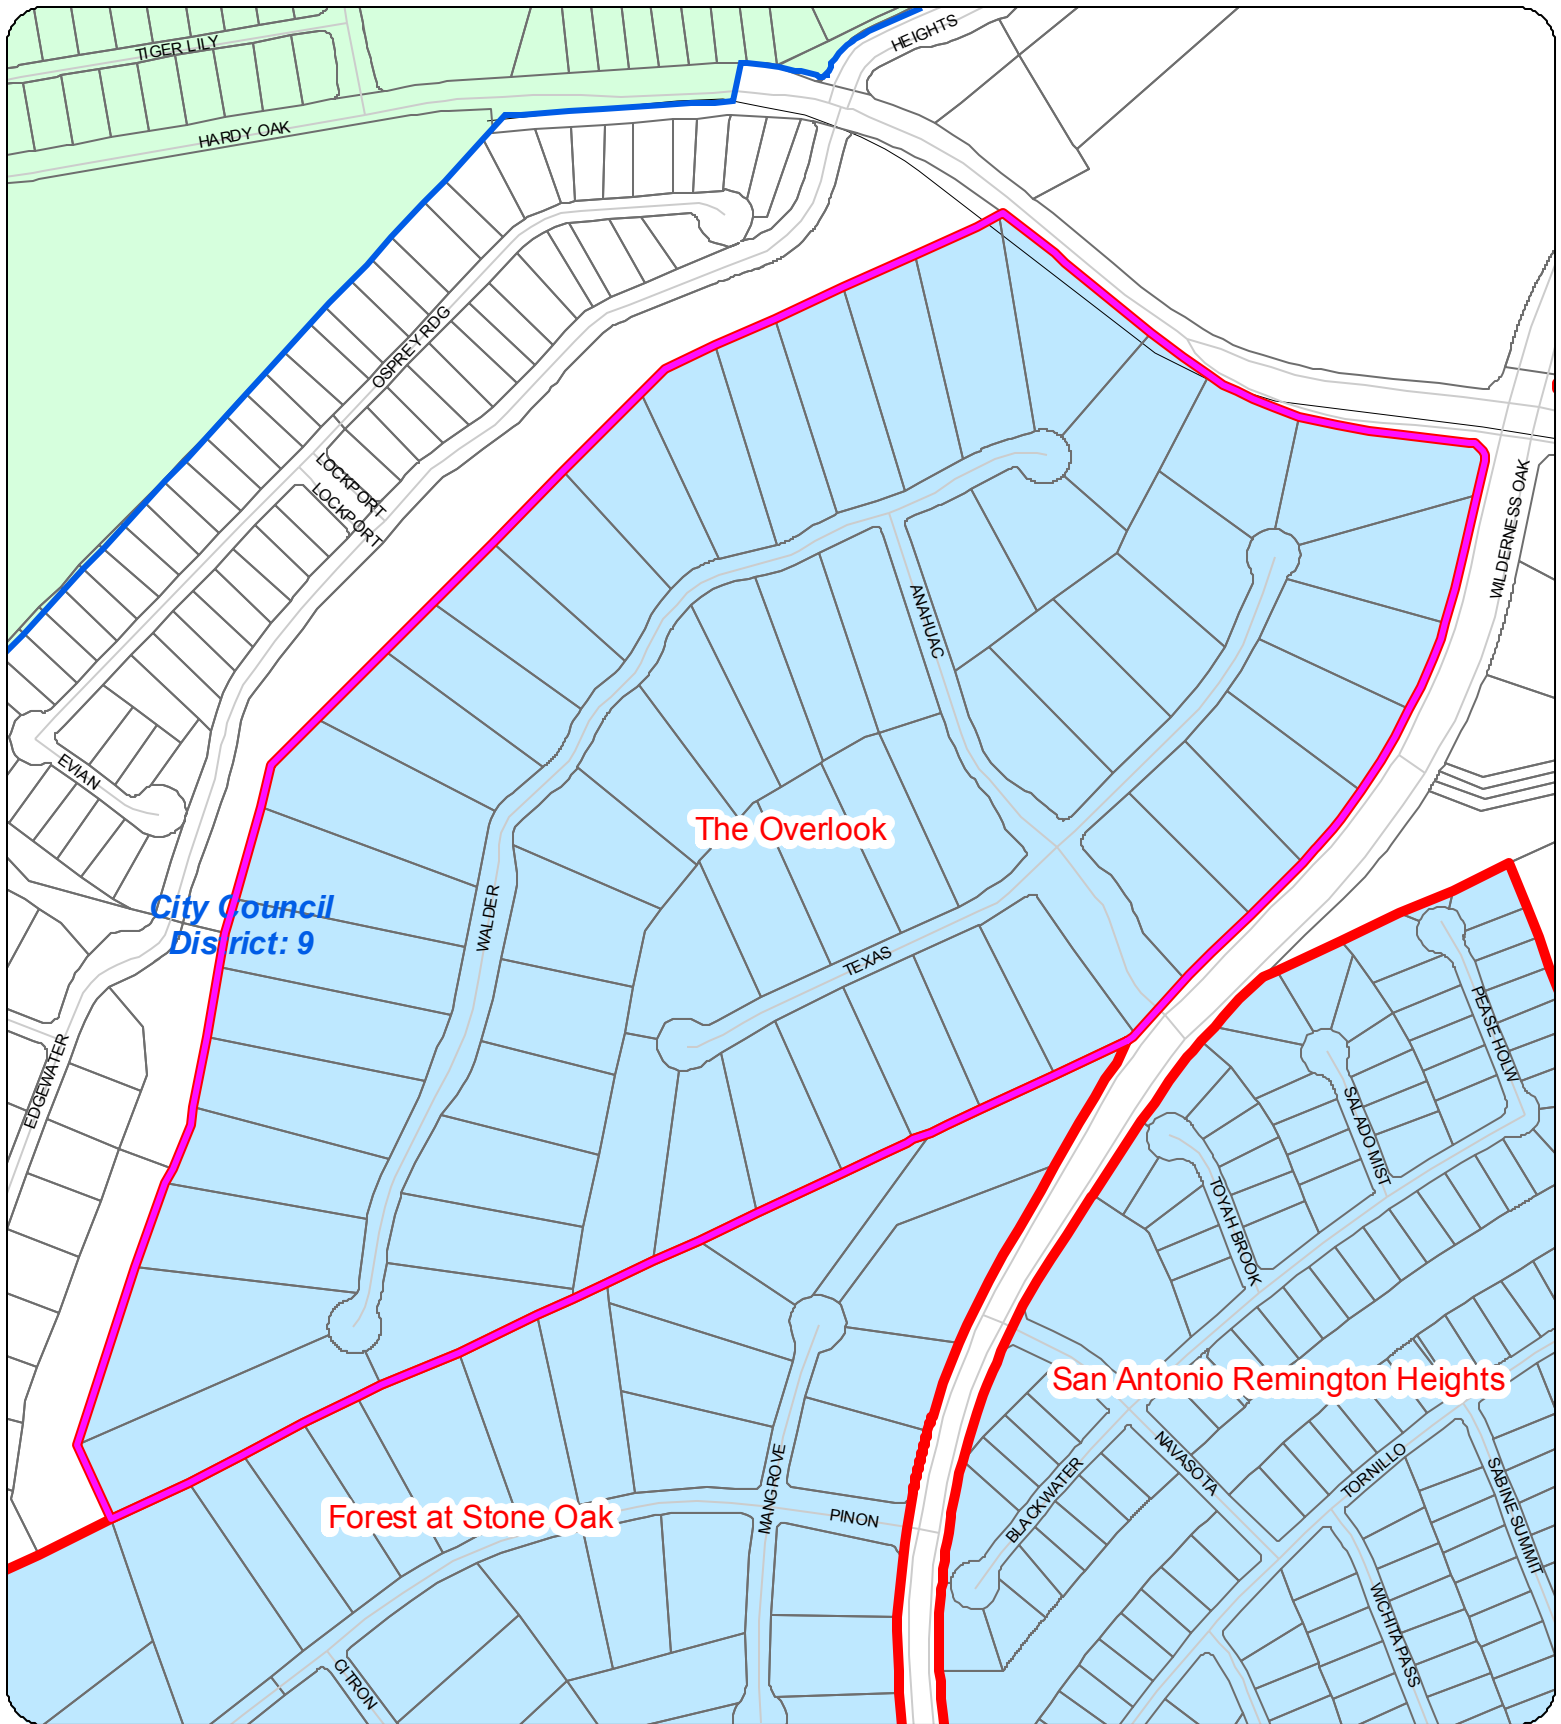 HEIGHTS
TIGER LILY
HARDY OAK
OSPREY RDG
LOCKPORT
LOCKPORT
WILDERNESS OAK
ANAHUAC
EVIAN
The Overlook
City Council
District: 9
WALDER
TEXAS
PEASE HOLW
EDGEWATER
SALADO MIST
TOYAH BROOK
San Antonio Remington Heights
NAVASOTA
TORNILLO
SABINE SUMMIT
BLACKWATER
MANGROVE
Forest at Stone Oak
PINON
WICHITA PASS
CITRON